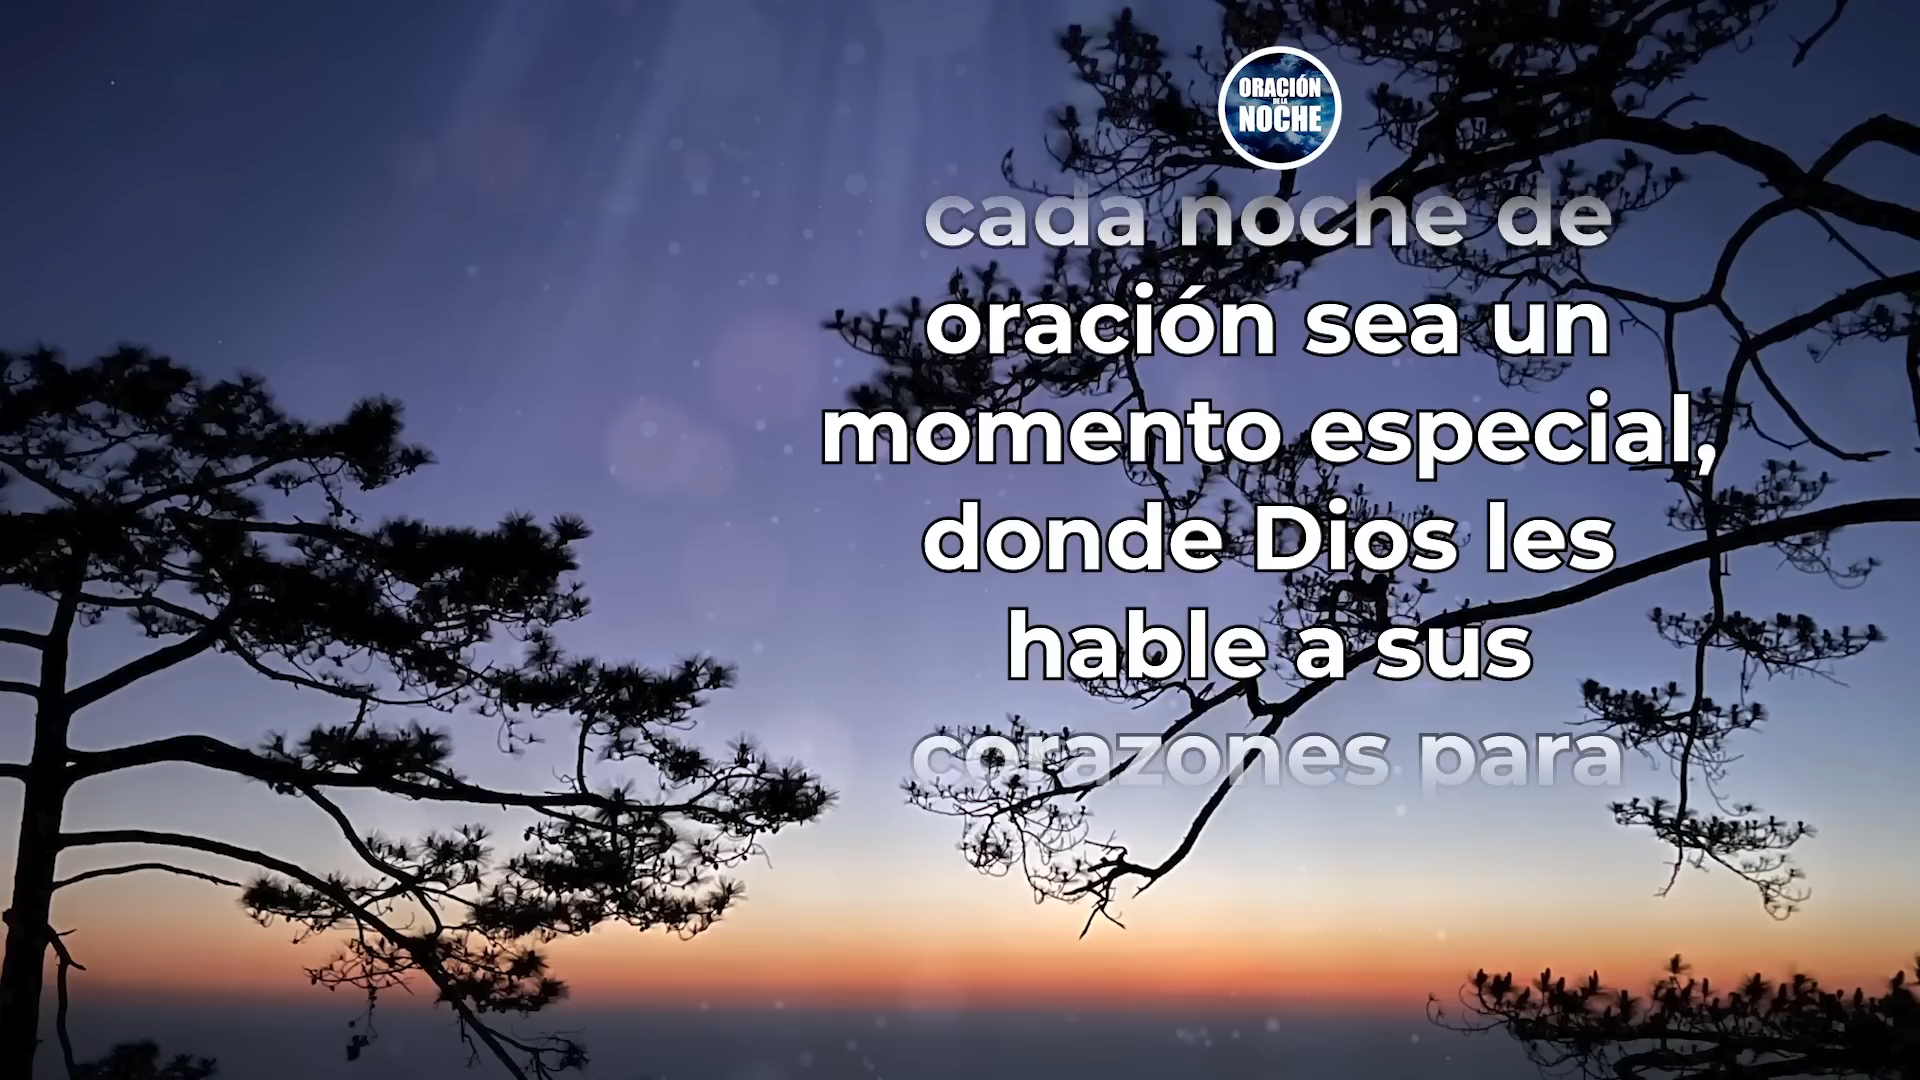 ORACIÓN
DE LA
NOCHE
cada noche de
oración sea un
momento especial,
donde Dios les
hable a sus
corazones para